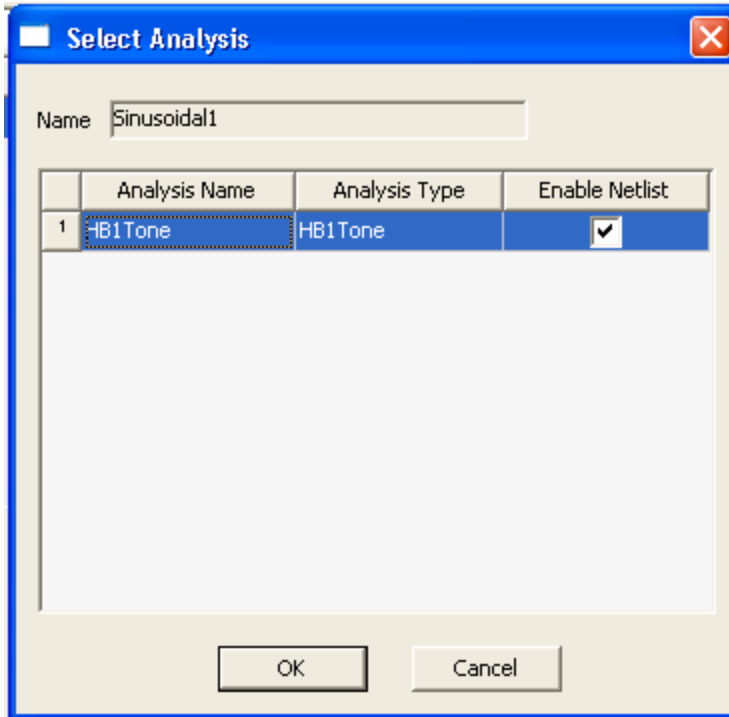 Select Analysis
Name Sinusoidal1
Analysis Name Analysis Type Enable Netlist
1 HB1Tone HB1Tone
OK Cancel